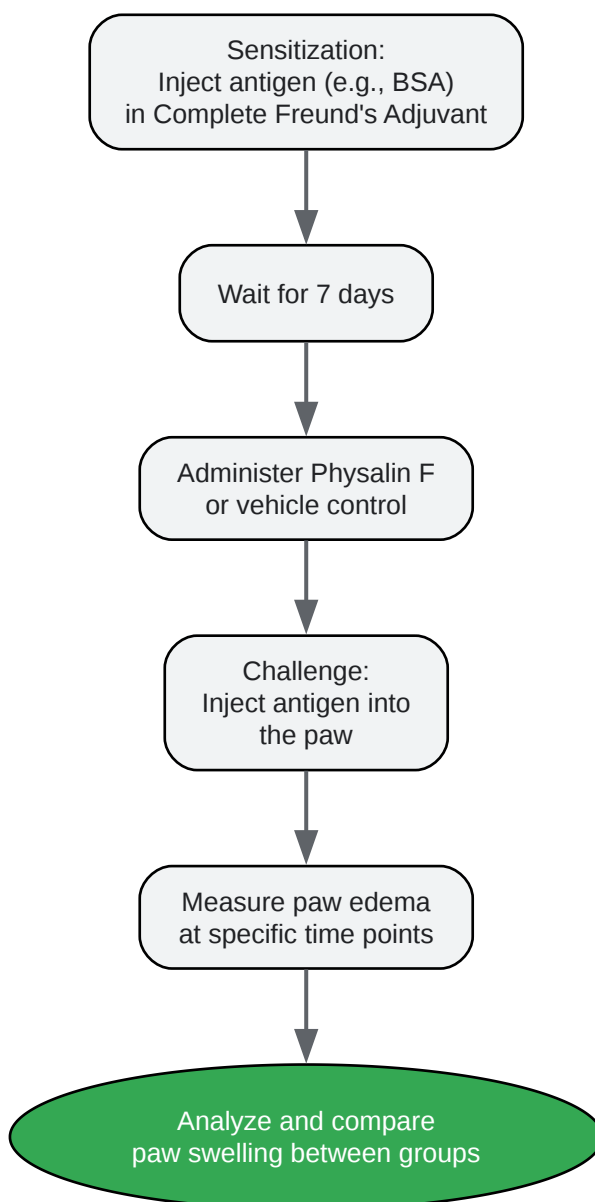 Sensitization:
Inject antigen (e.g., BSA)
in Complete Freund's Adjuvant
Wait for 7 days
Administer Physalin F
or vehicle control
Challenge:
Inject antigen into
the paw
Measure paw edema
at specific time points
Analyze and compare
paw swelling between groups